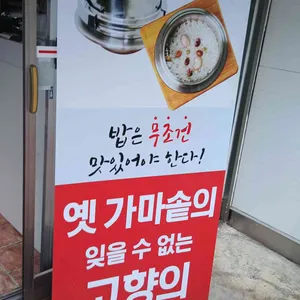 밥은 무조건
맛있어야 한다!
옛 가마솥의
잊을 수 없는
고향의